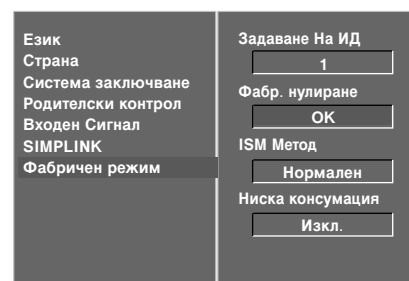 Език
Страна
Система заключване
Родителски контрол
Входен Сигнал
SIMPLINK
Фабричен режим
Задаване На ИД
1
Фабр. нулиране
OK
ISM Метод
Нормален
Ниска консумация
Изкл.